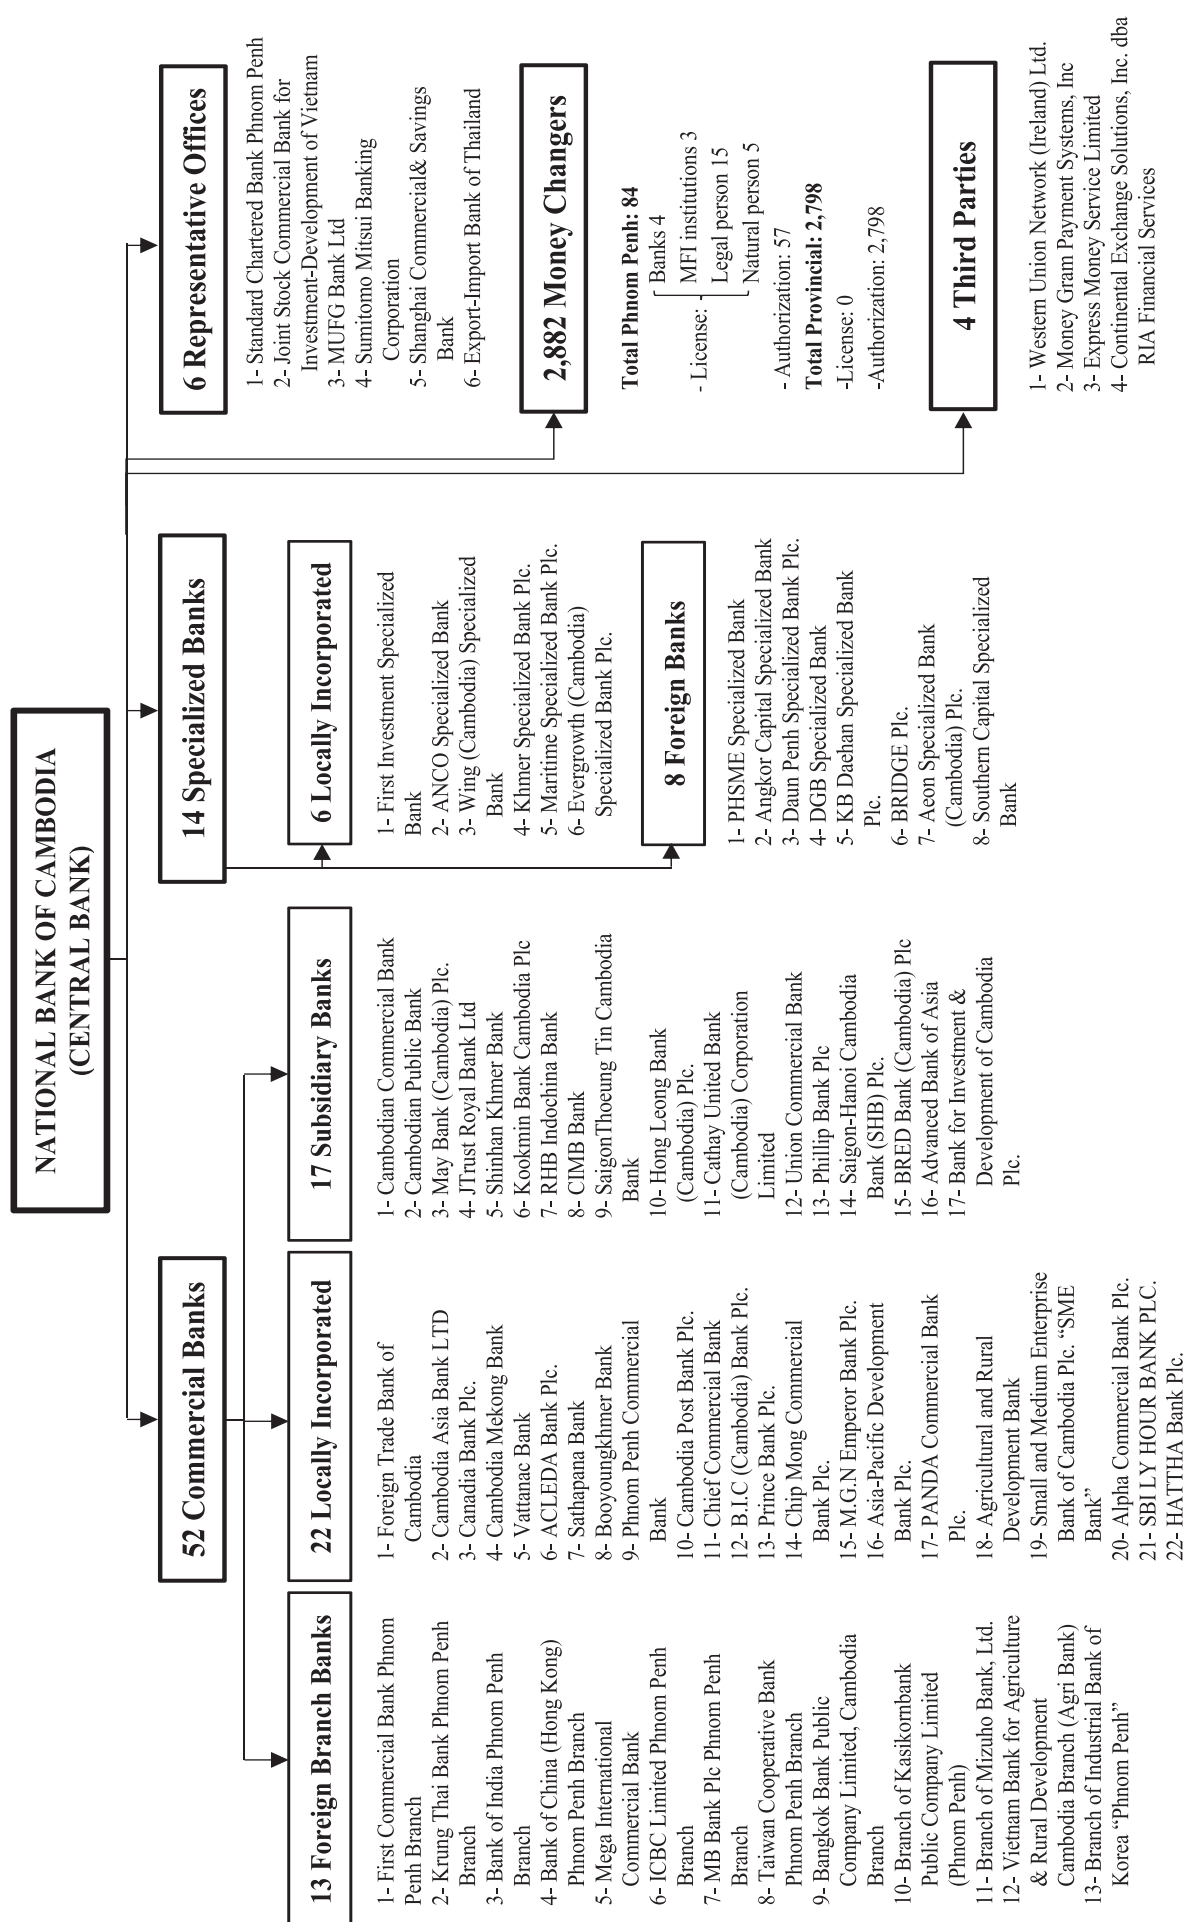 NATIONAL BANK OF CAMBODIA
(CENTRAL BANK)
52 Commercial Banks
13 Foreign Branch Banks
1- First Commercial Bank Phnom
Penh Branch
2- Krung Thai Bank Phnom Penh
Branch
3- Bank of India Phnom Penh
Branch
4- Bank of China (Hong Kong)
Phnom Penh Branch
5- Mega International
Commercial Bank
6- ICBC Limited Phnom Penh
Branch
7- MB Bank Plc Phnom Penh
Branch
8- Taiwan Cooperative Bank
Phnom Penh Branch
9- Bangkok Bank Public
Company Limited, Cambodia
Branch
10- Branch of Kasikornbank
Public Company Limited
(Phnom Penh)
11- Branch of Mizuho Bank, Ltd.
12- Vietnam Bank for Agriculture
& Rural Development
Cambodia Branch (Agri Bank)
13- Branch of Industrial Bank of
Korea “Phnom Penh”
22 Locally Incorporated
1- Foreign Trade Bank of
Cambodia
2- Cambodia Asia Bank LTD
3- Canadia Bank Plc.
4- Cambodia Mekong Bank
5- Vattanac Bank
6- ACLEDA Bank Plc.
7- Sathapana Bank
8- Booyoungkhmer Bank
9- Phnom Penh Commercial
Bank
10- Cambodia Post Bank Plc.
11- Chief Commercial Bank
12- B.I.C (Cambodia) Bank Plc.
13- Prince Bank Plc.
14- Chip Mong Commercial
Bank Plc.
15- M.G.N Emperor Bank Plc.
16- Asia-Pacific Development
Bank Plc.
17- PANDA Commercial Bank
Plc.
18- Agricultural and Rural
Development Bank
19- Small and Medium Enterprise
Bank of Cambodia Plc. “SME
Bank”
20- Alpha Commercial Bank Plc.
21- SBI LY HOUR BANK PLC.
22- HATTHA Bank Plc.
17 Subsidiary Banks
1- Cambodian Commercial Bank
2- Cambodian Public Bank
3- May Bank (Cambodia) Plc.
4- JTrust Royal Bank Ltd
5- Shinhan Khmer Bank
6- Kookmin Bank Cambodia Plc
7- RHB Indochina Bank
8- CIMB Bank
9- SaigonThoeung Tin Cambodia
Bank
10- Hong Leong Bank
(Cambodia) Plc.
11- Cathay United Bank
(Cambodia) Corporation
Limited
12- Union Commercial Bank
13- Phillip Bank Plc
14- Saigon-Hanoi Cambodia
Bank (SHB) Plc.
15- BRED Bank (Cambodia) Plc
16- Advanced Bank of Asia
17- Bank for Investment &
Development of Cambodia
Plc.
14 Specialized Banks
6 Locally Incorporated
1- First Investment Specialized
Bank
2- ANCO Specialized Bank
3- Wing (Cambodia) Specialized
Bank
4- Khmer Specialized Bank Plc.
5- Maritime Specialized Bank Plc.
6- Evergrowth (Cambodia)
Specialized Bank Plc.
8 Foreign Banks
1- PHSME Specialized Bank
2- Angkor Capital Specialized Bank
3- Daun Penh Specialized Bank Plc.
4- DGB Specialized Bank
5- KB Daehan Specialized Bank
Plc.
6- BRIDGE Plc.
7- Aeon Specialized Bank
(Cambodia) Plc.
8- Southern Capital Specialized
Bank
6 Representative Offices
1- Standard Chartered Bank Phnom Penh
2- Joint Stock Commercial Bank for
Investment-Development of Vietnam
3- MUFG Bank Ltd
4- Sumitomo Mitsui Banking
Corporation
5- Shanghai Commercial& Savings
Bank
6- Export-Import Bank of Thailand
2,882 Money Changers
Total Phnom Penh: 84
Banks 4
MFI institutions 3
- License:
Legal person 15
Natural person 5
- Authorization: 57
Total Provincial: 2,798
-License: 0
-Authorization: 2,798
4 Third Parties
1- Western Union Network (Ireland) Ltd.
2- Money Gram Payment Systems, Inc
3- Express Money Service Limited
4- Continental Exchange Solutions, Inc. dba
RIA Financial Services